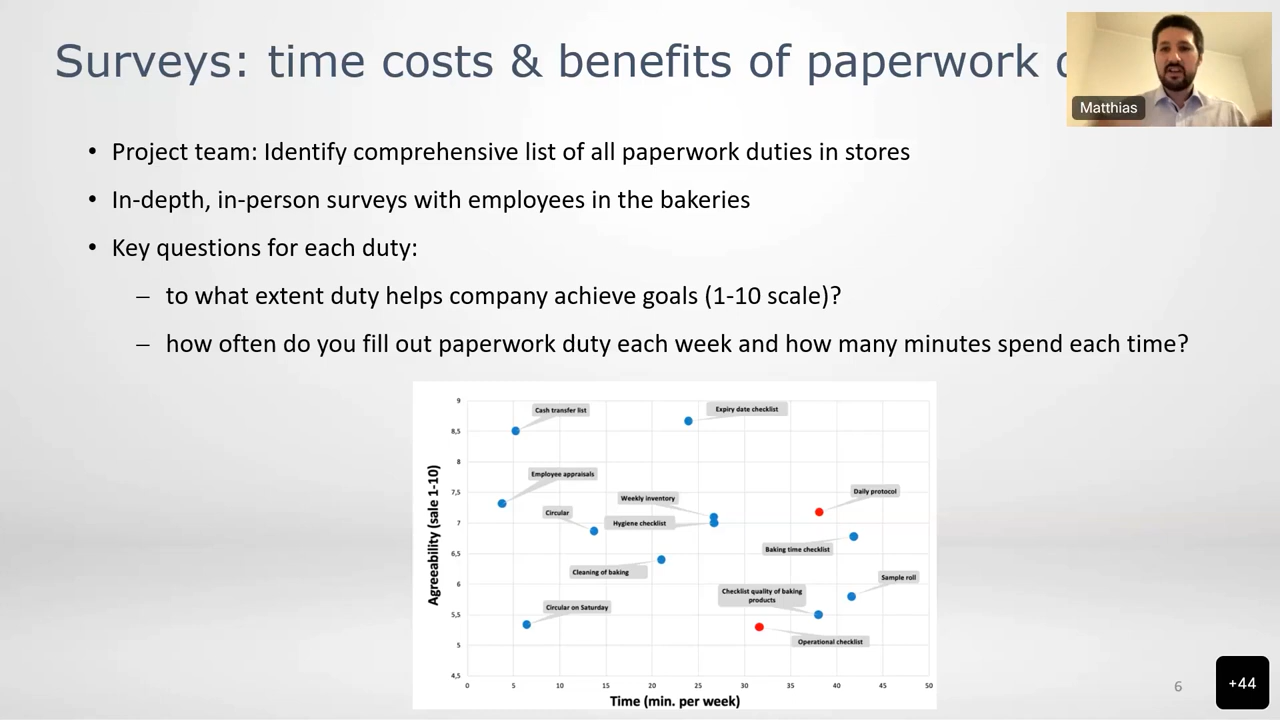 Surveys: time costs & benefits of paperwork
Matthias
• Project team: Identify comprehensive list of all paperwork duties in stores
• In-depth, in-person surveys with employees in the bakeries
• Key questions for each duty:
– to what extent duty helps company achieve goals (1-10 scale)?
– how often do you fill out paperwork duty each week and how many minutes spend each time?
Agreeability (sale 1-10)
9
8,5
8
7,5
7
6,5
6
5,5
5
4,5
Cash transfer list
Expiry date checklist
Employee appraisals
Daily protocol
Weekly inventory
Circular
Hygiene checklist
Baking time checklist
Cleaning of baking
Sample roll
Checklist quality of baking
products
Circular on Saturday
Operational checklist
0 5 10 15 20 25 30 35 40 45 50
Time (min. per week)
6
+44